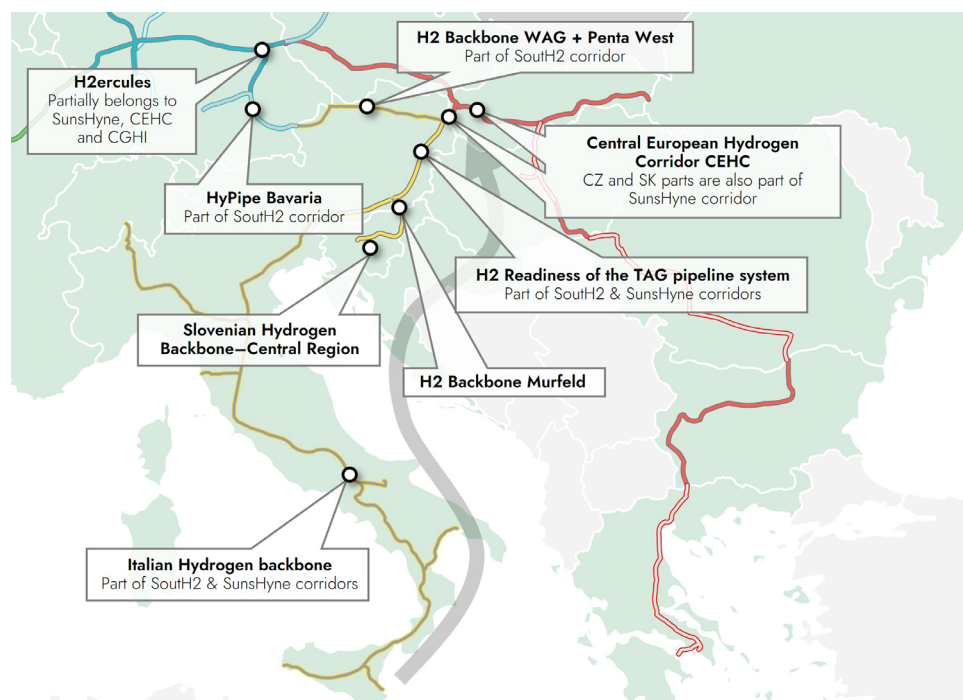 H2 Backbone WAG + Penta West
Part of SoutH2 corridor
H2ercules
Partially belongs to
SunsHyne, CEHC
and CGHI
Central European Hydrogen
Corridor CEHC
CZ and SK parts are also part of
SunsHyne corridor
HyPipe Bavaria
Part of SoutH2 corridor
H2 Readiness of the TAG pipeline system
Part of SoutH2 & SunsHyne corridors
Slovenian Hydrogen
Backbone–Central Region
H2 Backbone Murfeld
Italian Hydrogen backbone
Part of SoutH2 & SunsHyne corridors